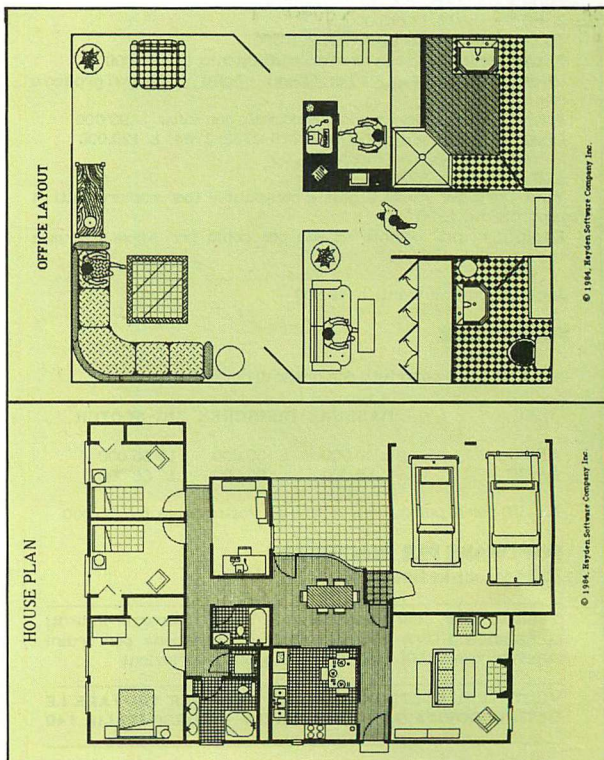 OFFICE LAYOUT
© 1984, Hayden Software Company Inc.
HOUSE PLAN
© 1984, Hayden Software Company Inc